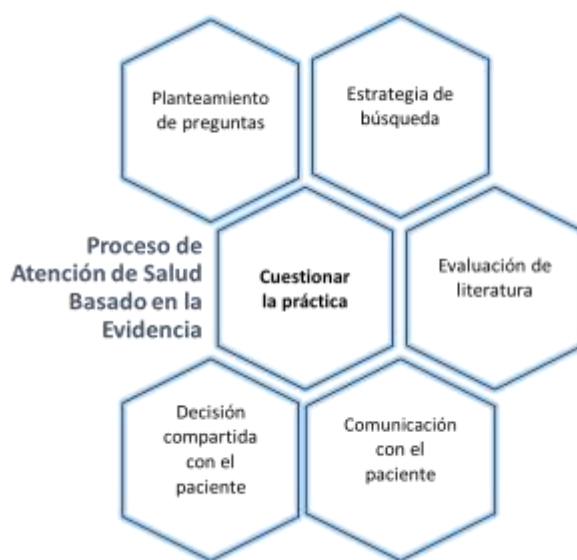 Planteamiento
de preguntas
Estrategia de
búsqueda
Proceso de
Atención de Salud
Basado en la
Evidencia
Cuestionar
la práctica
Evaluación de
literatura
Decisión
compartida
con el
paciente
Comunicación
con el
paciente